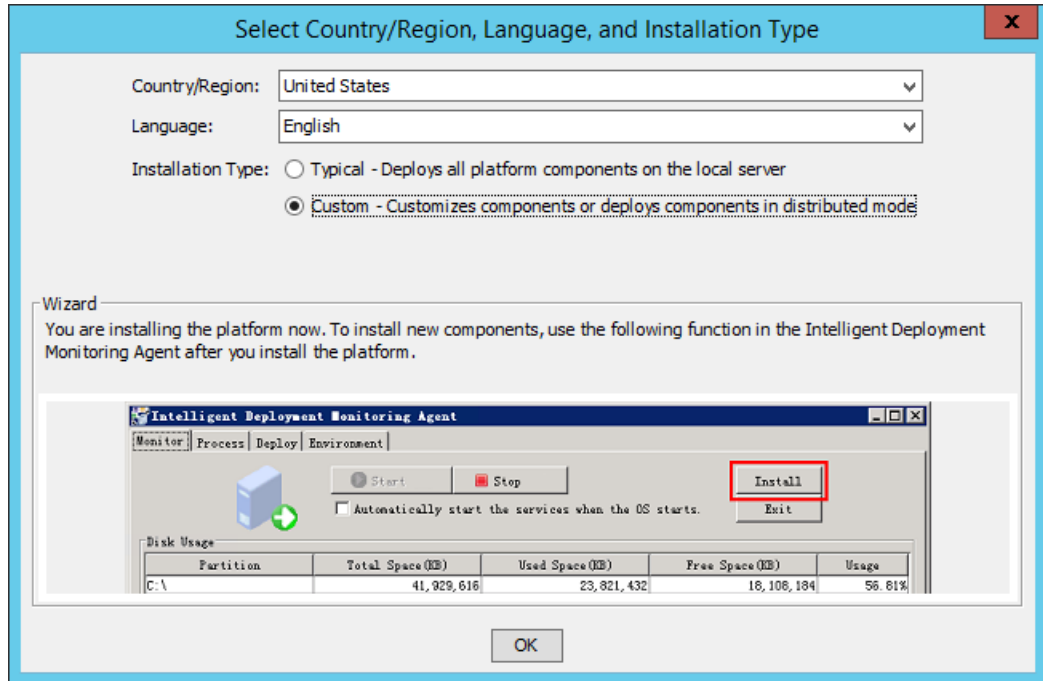 Select Country/Region, Language, and Installation Type
x
Country/Region: United States
Language: English
Installation Type: Typical - Deploys all platform components on the local server
Custom - Customizes components or deploys components in distributed mode
Wizard
You are installing the platform now. To install new components, use the following function in the Intelligent Deployment
Monitoring Agent after you install the platform.
Intelligent Deployment Monitoring Agent
Monitor Process Deploy Environment
Start Stop Install
Automatically start the services when the OS starts. Exit
Disk Usage
Partition Total Space(KB) Used Space(KB) Free Space(KB) Usage
C:\ 41,929,616 23,821,432 18,108,184 56.81%
OK